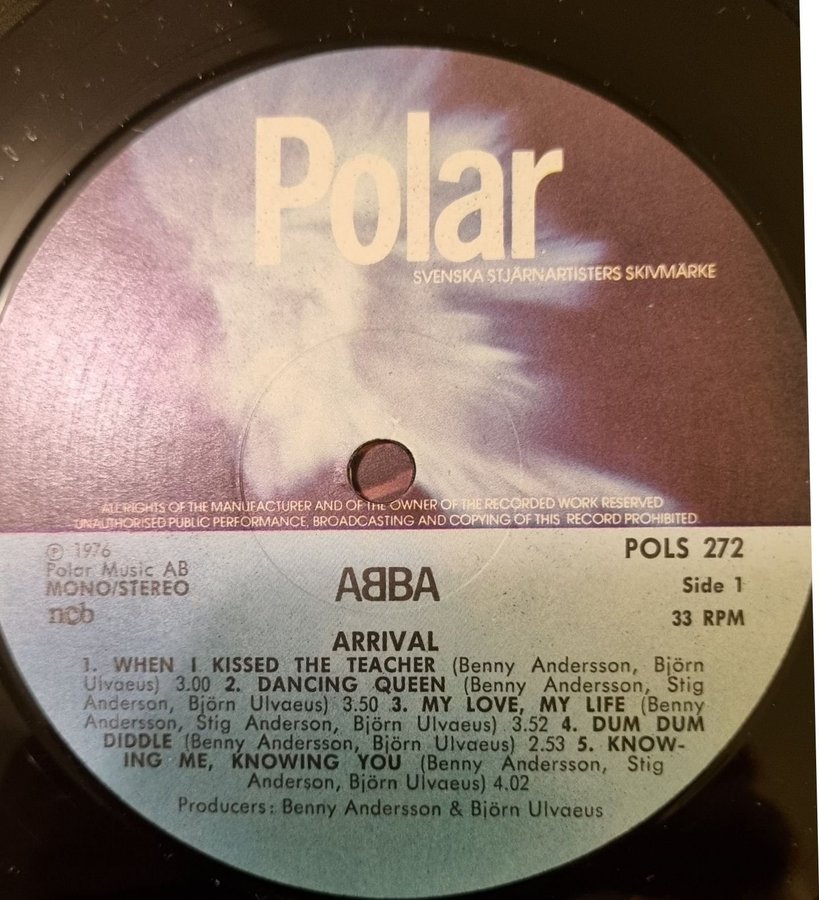 Polar
SVENSKA STJÄRNARTISTERS SKIVMÄRKE
ALL RIGHTS OF THE MANUFACTURER AND OF THE OWNER OF THE RECORDED WORK RESERVED
UNAUTHORISED PUBLIC PERFORMANCE, BROADCASTING AND COPYING OF THIS RECORD PROHIBITED
℗ 1976
Polar Music AB
MONO/STEREO
ncb
POLS 272
Side 1
33 RPM
AᗺBA
ARRIVAL
1. WHEN I KISSED THE TEACHER (Benny Andersson, Björn
Ulvaeus) 3.00 2. DANCING QUEEN (Benny Andersson, Stig
Anderson, Björn Ulvaeus) 3.50 3. MY LOVE, MY LIFE (Benny
Andersson, Stig Anderson, Björn Ulvaeus) 3.52 4. DUM DUM
DIDDLE (Benny Andersson, Björn Ulvaeus) 2.53 5. KNOW-
ING ME, KNOWING YOU (Benny Andersson, Stig
Anderson, Björn Ulvaeus) 4.02
Producers: Benny Andersson & Björn Ulvaeus